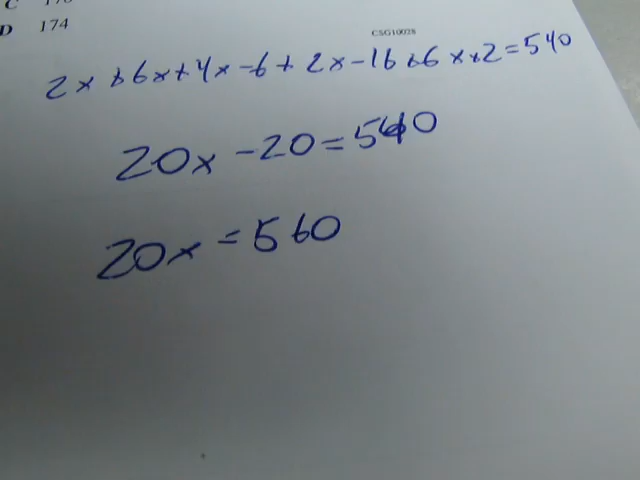 D 174
CSG10028
2x + 6x + 4x - 6 + 2x - 16 + 6x + 2 = 540
20x - 20 = 540
20x = 560